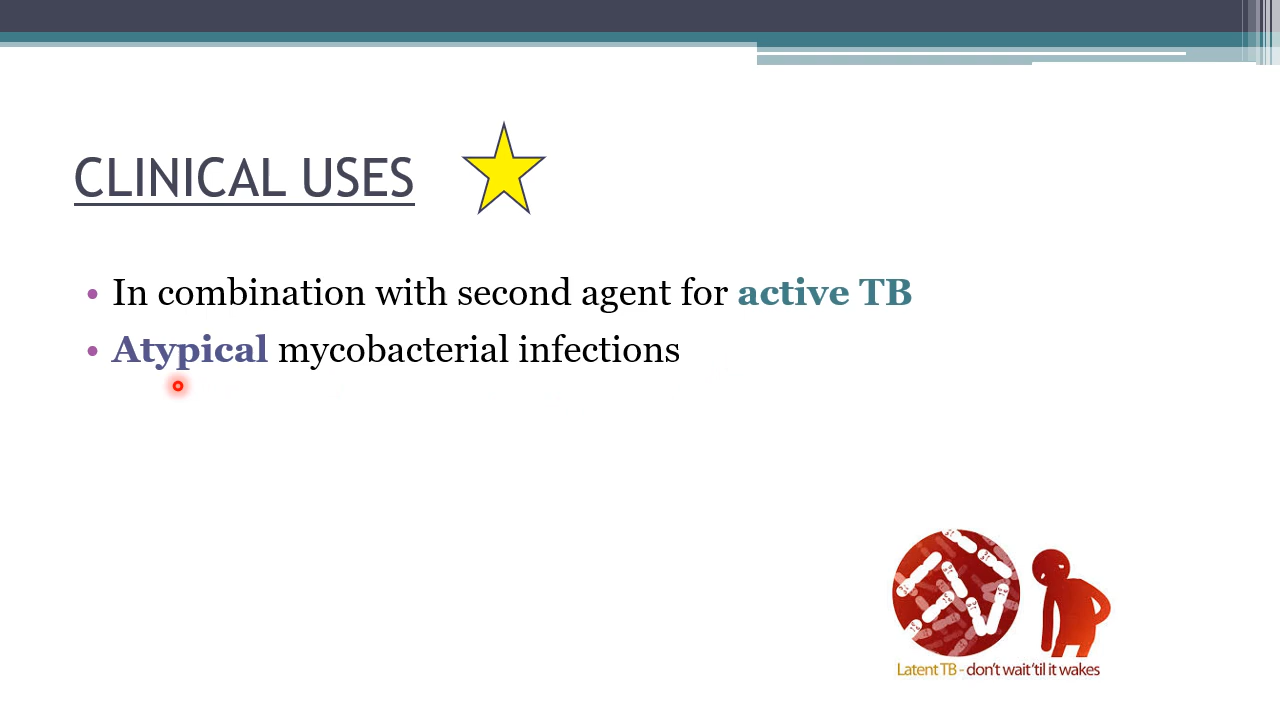 CLINICAL USES
• In combination with second agent for active TB
• Atypical mycobacterial infections
Latent TB - don't wait 'til it wakes